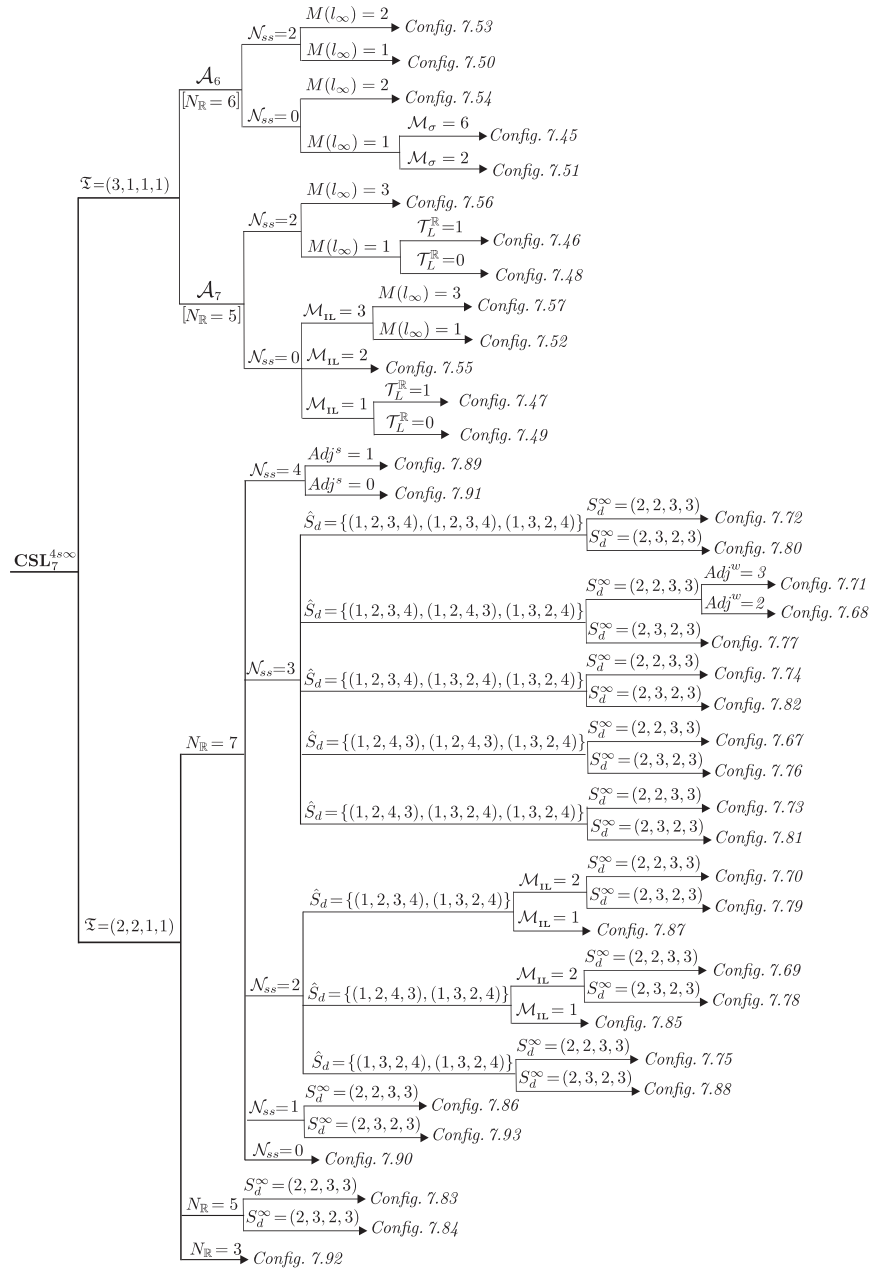 𝒩ₛₛ=2
M(l∞) = 2
Config. 7.53
M(l∞) = 1
Config. 7.50
𝒜₆
[Nℝ = 6]
𝒩ₛₛ=0
M(l∞) = 2
Config. 7.54
M(l∞) = 1
ℳ_σ = 6
Config. 7.45
ℳ_σ = 2
Config. 7.51
𝔗=(3,1,1,1)
𝒩ₛₛ=2
M(l∞) = 3
Config. 7.56
M(l∞) = 1
𝒯_L^ℝ=1
Config. 7.46
𝒯_L^ℝ=0
Config. 7.48
𝒜₇
[Nℝ = 5]
𝒩ₛₛ=0
ℳ_IL = 3
M(l∞) = 3
Config. 7.57
M(l∞) = 1
Config. 7.52
ℳ_IL = 2
Config. 7.55
ℳ_IL = 1
𝒯_L^ℝ=1
Config. 7.47
𝒯_L^ℝ=0
Config. 7.49
CSL₇^{4s∞}
𝔗=(2,2,1,1)
Nℝ = 7
𝒩ₛₛ=4
Adj^s = 1
Config. 7.89
Adj^s = 0
Config. 7.91
𝒩ₛₛ=3
Ŝ_d={(1,2,3,4),(1,2,3,4),(1,3,2,4)}
S_d^∞=(2,2,3,3)
Config. 7.72
S_d^∞=(2,3,2,3)
Config. 7.80
Ŝ_d={(1,2,3,4),(1,2,4,3),(1,3,2,4)}
S_d^∞=(2,2,3,3)
Adj^w=3
Config. 7.71
Adj^w=2
Config. 7.68
S_d^∞=(2,3,2,3)
Config. 7.77
Ŝ_d={(1,2,3,4),(1,3,2,4),(1,3,2,4)}
S_d^∞=(2,2,3,3)
Config. 7.74
S_d^∞=(2,3,2,3)
Config. 7.82
Ŝ_d={(1,2,4,3),(1,2,4,3),(1,3,2,4)}
S_d^∞=(2,2,3,3)
Config. 7.67
S_d^∞=(2,3,2,3)
Config. 7.76
Ŝ_d={(1,2,4,3),(1,3,2,4),(1,3,2,4)}
S_d^∞=(2,2,3,3)
Config. 7.73
S_d^∞=(2,3,2,3)
Config. 7.81
𝒩ₛₛ=2
Ŝ_d={(1,2,3,4),(1,3,2,4)}
ℳ_IL = 2
S_d^∞=(2,2,3,3)
Config. 7.70
S_d^∞=(2,3,2,3)
Config. 7.79
ℳ_IL = 1
Config. 7.87
Ŝ_d={(1,2,4,3),(1,3,2,4)}
ℳ_IL = 2
S_d^∞=(2,2,3,3)
Config. 7.69
S_d^∞=(2,3,2,3)
Config. 7.78
ℳ_IL = 1
Config. 7.85
Ŝ_d={(1,3,2,4),(1,3,2,4)}
S_d^∞=(2,2,3,3)
Config. 7.75
S_d^∞=(2,3,2,3)
Config. 7.88
𝒩ₛₛ=1
S_d^∞=(2,2,3,3)
Config. 7.86
S_d^∞=(2,3,2,3)
Config. 7.93
𝒩ₛₛ=0
Config. 7.90
Nℝ = 5
S_d^∞=(2,2,3,3)
Config. 7.83
S_d^∞=(2,3,2,3)
Config. 7.84
Nℝ = 3
Config. 7.92